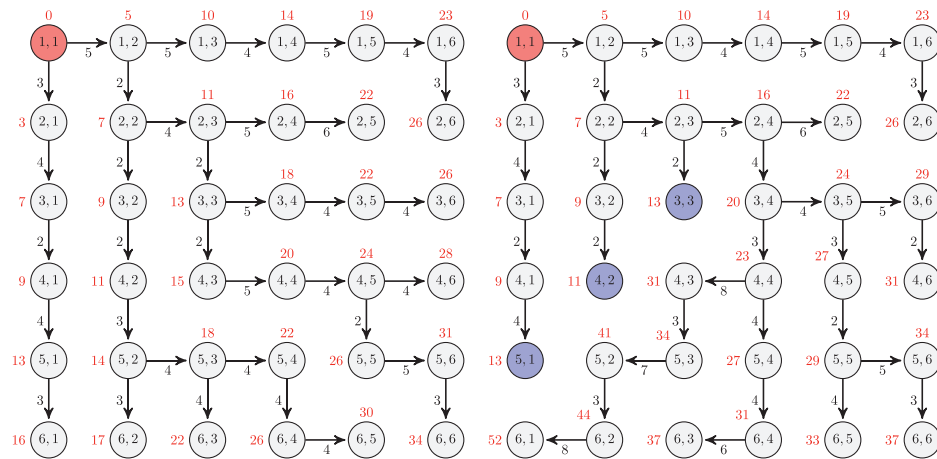 0 5 10 14 19 23 0 5 10 14 19 23
1, 1 1, 2 1, 3 1, 4 1, 5 1, 6 1, 1 1, 2 1, 3 1, 4 1, 5 1, 6
5 5 4 5 4 5 5 4 5 4
3 2 11 16 22 3 3 2 11 16 22 3
3 2, 1 7 2, 2 2, 3 2, 4 2, 5 26 2, 6 3 2, 1 7 2, 2 2, 3 2, 4 2, 5 26 2, 6
4 5 6 4 5 6
4 2 2 18 22 26 4 2 2 4 24 29
7 3, 1 9 3, 2 13 3, 3 3, 4 3, 5 3, 6 7 3, 1 9 3, 2 13 3, 3 20 3, 4 3, 5 3, 6
5 4 4 4 5
2 2 2 20 24 28 2 2 3 3 2
23 27
9 4, 1 11 4, 2 15 4, 3 4, 4 4, 5 4, 6 9 4, 1 11 4, 2 31 4, 3 4, 4 4, 5 31 4, 6
5 4 4 8
4 3 18 22 2 31 4 41 3 34 4 2 34
13 5, 1 14 5, 2 5, 3 5, 4 26 5, 5 5, 6 13 5, 1 5, 2 5, 3 27 5, 4 29 5, 5 5, 6
4 4 5 7 5
3 3 4 4 30 3 3 4 4 3
44 31
16 6, 1 17 6, 2 22 6, 3 26 6, 4 6, 5 34 6, 6 52 6, 1 6, 2 37 6, 3 6, 4 33 6, 5 37 6, 6
4 8 6